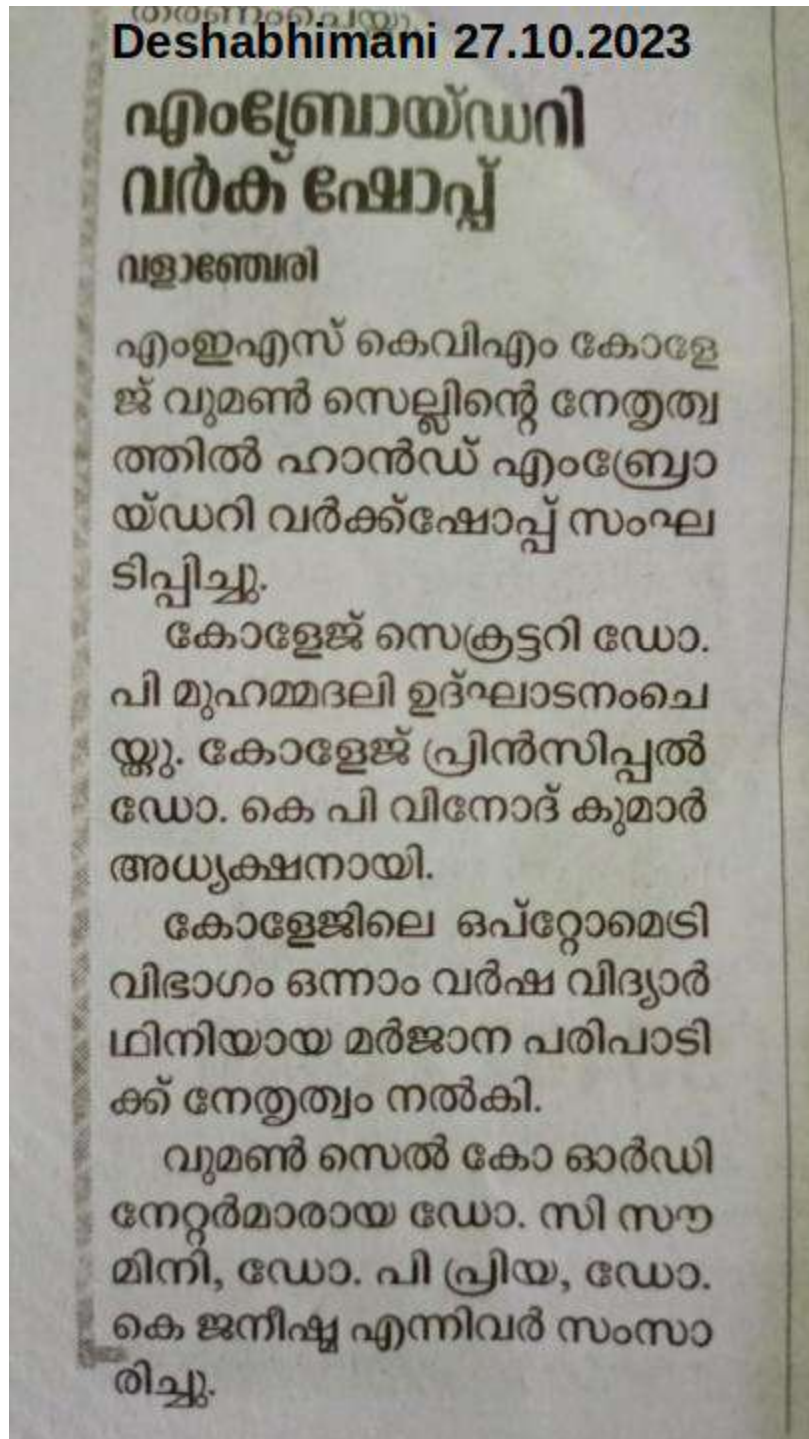 തരണംചെയ്തു.
Deshabhimani 27.10.2023
എംബ്രോയ്ഡറി
വർക് ഷോപ്പ്
വളാഞ്ചേരി
എംഇഎസ് കെവിഎം കോളേ
ജ് വുമൺ സെല്ലിന്റെ നേതൃത്വ
ത്തിൽ ഹാൻഡ് എംബ്രോ
യ്ഡറി വർക്ക്ഷോപ്പ് സംഘ
ടിപ്പിച്ചു.
കോളേജ് സെക്രട്ടറി ഡോ.
പി മുഹമ്മദലി ഉദ്ഘാടനംചെ
യ്തു. കോളേജ് പ്രിൻസിപ്പൽ
ഡോ. കെ പി വിനോദ് കുമാർ
അധ്യക്ഷനായി.
കോളേജിലെ ഒപ്റ്റോമെട്രി
വിഭാഗം ഒന്നാം വർഷ വിദ്യാർ
ഥിനിയായ മർജാന പരിപാടി
ക്ക് നേതൃത്വം നൽകി.
വുമൺ സെൽ കോ ഓർഡി
നേറ്റർമാരായ ഡോ. സി സൗ
മിനി, ഡോ. പി പ്രിയ, ഡോ.
കെ ജനീഷ്മ എന്നിവർ സംസാ
രിച്ചു.